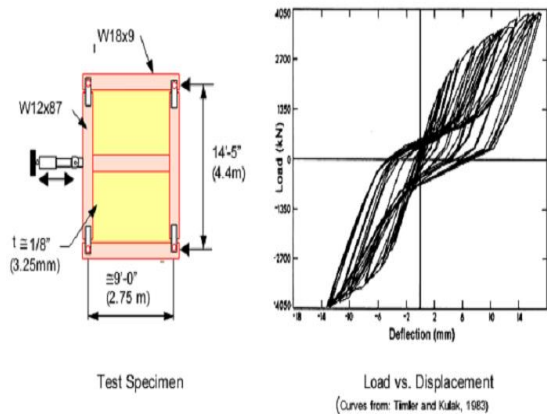 W18x9
W12x87
14'-5"
(4.4m)
t ≅ 1/8"
(3.25mm)
≅9'-0"
(2.75 m)
Test Specimen
4050
2700
1350
0
-1350
-2700
-4050
Load (kN)
-18 -14 -10 -6 -2 2 6 10 14
Deflection (mm)
Load vs. Displacement
(Curves from: Timler and Kulak, 1983)